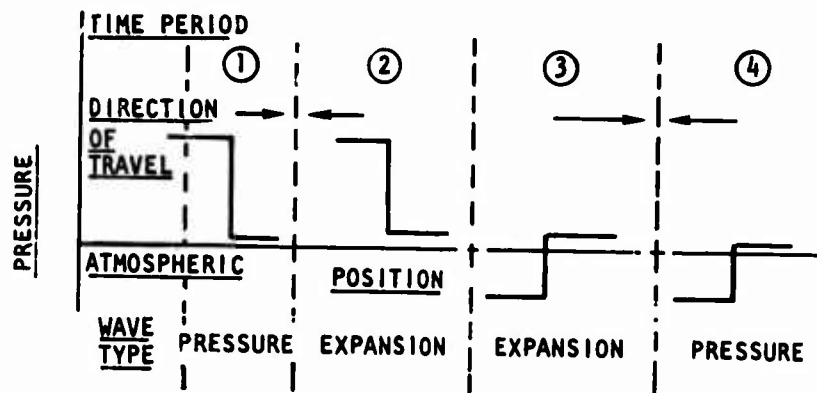 TIME PERIOD
1 2 3 4
DIRECTION
OF
TRAVEL
PRESSURE
ATMOSPHERIC POSITION
WAVE
TYPE PRESSURE EXPANSION EXPANSION PRESSURE